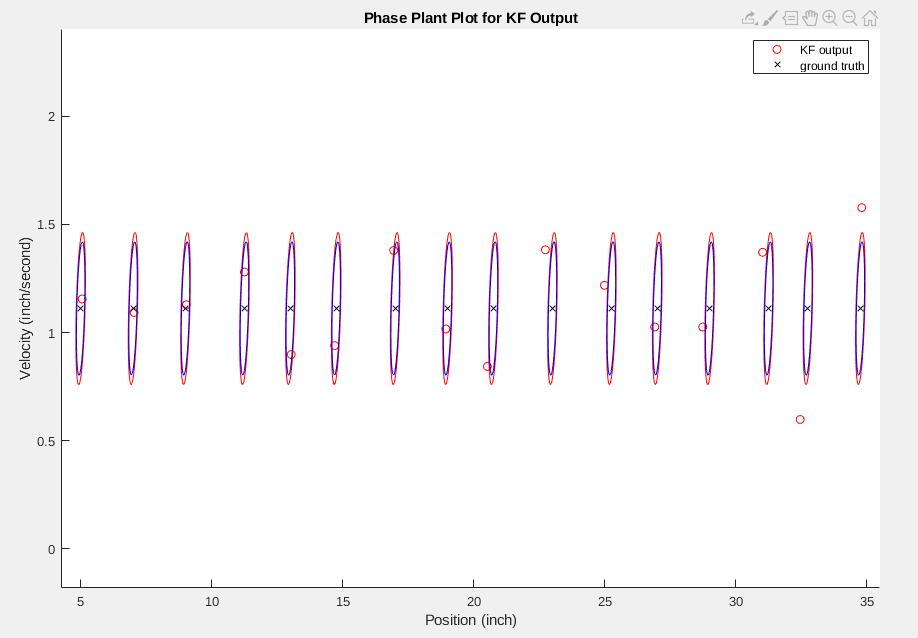 Phase Plant Plot for KF Output
KF output
ground truth
2
1.5
1
0.5
0
Velocity (inch/second)
5 10 15 20 25 30 35
Position (inch)